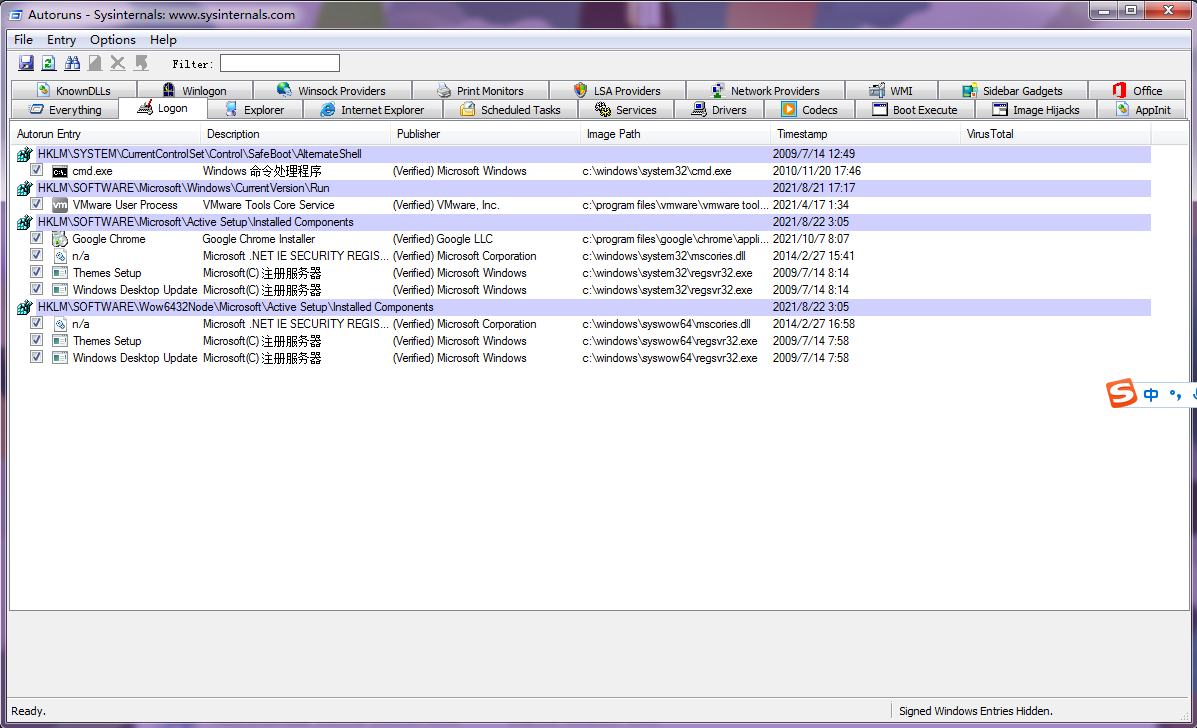 Autoruns - Sysinternals: www.sysinternals.com
File Entry Options Help
Filter:
KnownDLLs Winlogon Winsock Providers Print Monitors LSA Providers Network Providers WMI Sidebar Gadgets Office
Everything Logon Explorer Internet Explorer Scheduled Tasks Services Drivers Codecs Boot Execute Image Hijacks AppInit
Autorun Entry Description Publisher Image Path Timestamp VirusTotal
HKLM\SYSTEM\CurrentControlSet\Control\SafeBoot\AlternateShell 2009/7/14 12:49
cmd.exe Windows 命令处理程序 (Verified) Microsoft Windows c:\windows\system32\cmd.exe 2010/11/20 17:46
HKLM\SOFTWARE\Microsoft\Windows\CurrentVersion\Run 2021/8/21 17:17
vm VMware User Process VMware Tools Core Service (Verified) VMware, Inc. c:\program files\vmware\vmware tool... 2021/4/17 1:34
HKLM\SOFTWARE\Microsoft\Active Setup\Installed Components 2021/8/22 3:05
Google Chrome Google Chrome Installer (Verified) Google LLC c:\program files\google\chrome\appli... 2021/10/7 8:07
n/a Microsoft .NET IE SECURITY REGIS... (Verified) Microsoft Corporation c:\windows\system32\mscories.dll 2014/2/27 15:41
Themes Setup Microsoft(C) 注册服务器 (Verified) Microsoft Windows c:\windows\system32\regsvr32.exe 2009/7/14 8:14
Windows Desktop Update Microsoft(C) 注册服务器 (Verified) Microsoft Windows c:\windows\system32\regsvr32.exe 2009/7/14 8:14
HKLM\SOFTWARE\Wow6432Node\Microsoft\Active Setup\Installed Components 2021/8/22 3:05
n/a Microsoft .NET IE SECURITY REGIS... (Verified) Microsoft Corporation c:\windows\syswow64\mscories.dll 2014/2/27 16:58
Themes Setup Microsoft(C) 注册服务器 (Verified) Microsoft Windows c:\windows\syswow64\regsvr32.exe 2009/7/14 7:58
Windows Desktop Update Microsoft(C) 注册服务器 (Verified) Microsoft Windows c:\windows\syswow64\regsvr32.exe 2009/7/14 7:58
S 中 °,
Ready. Signed Windows Entries Hidden.